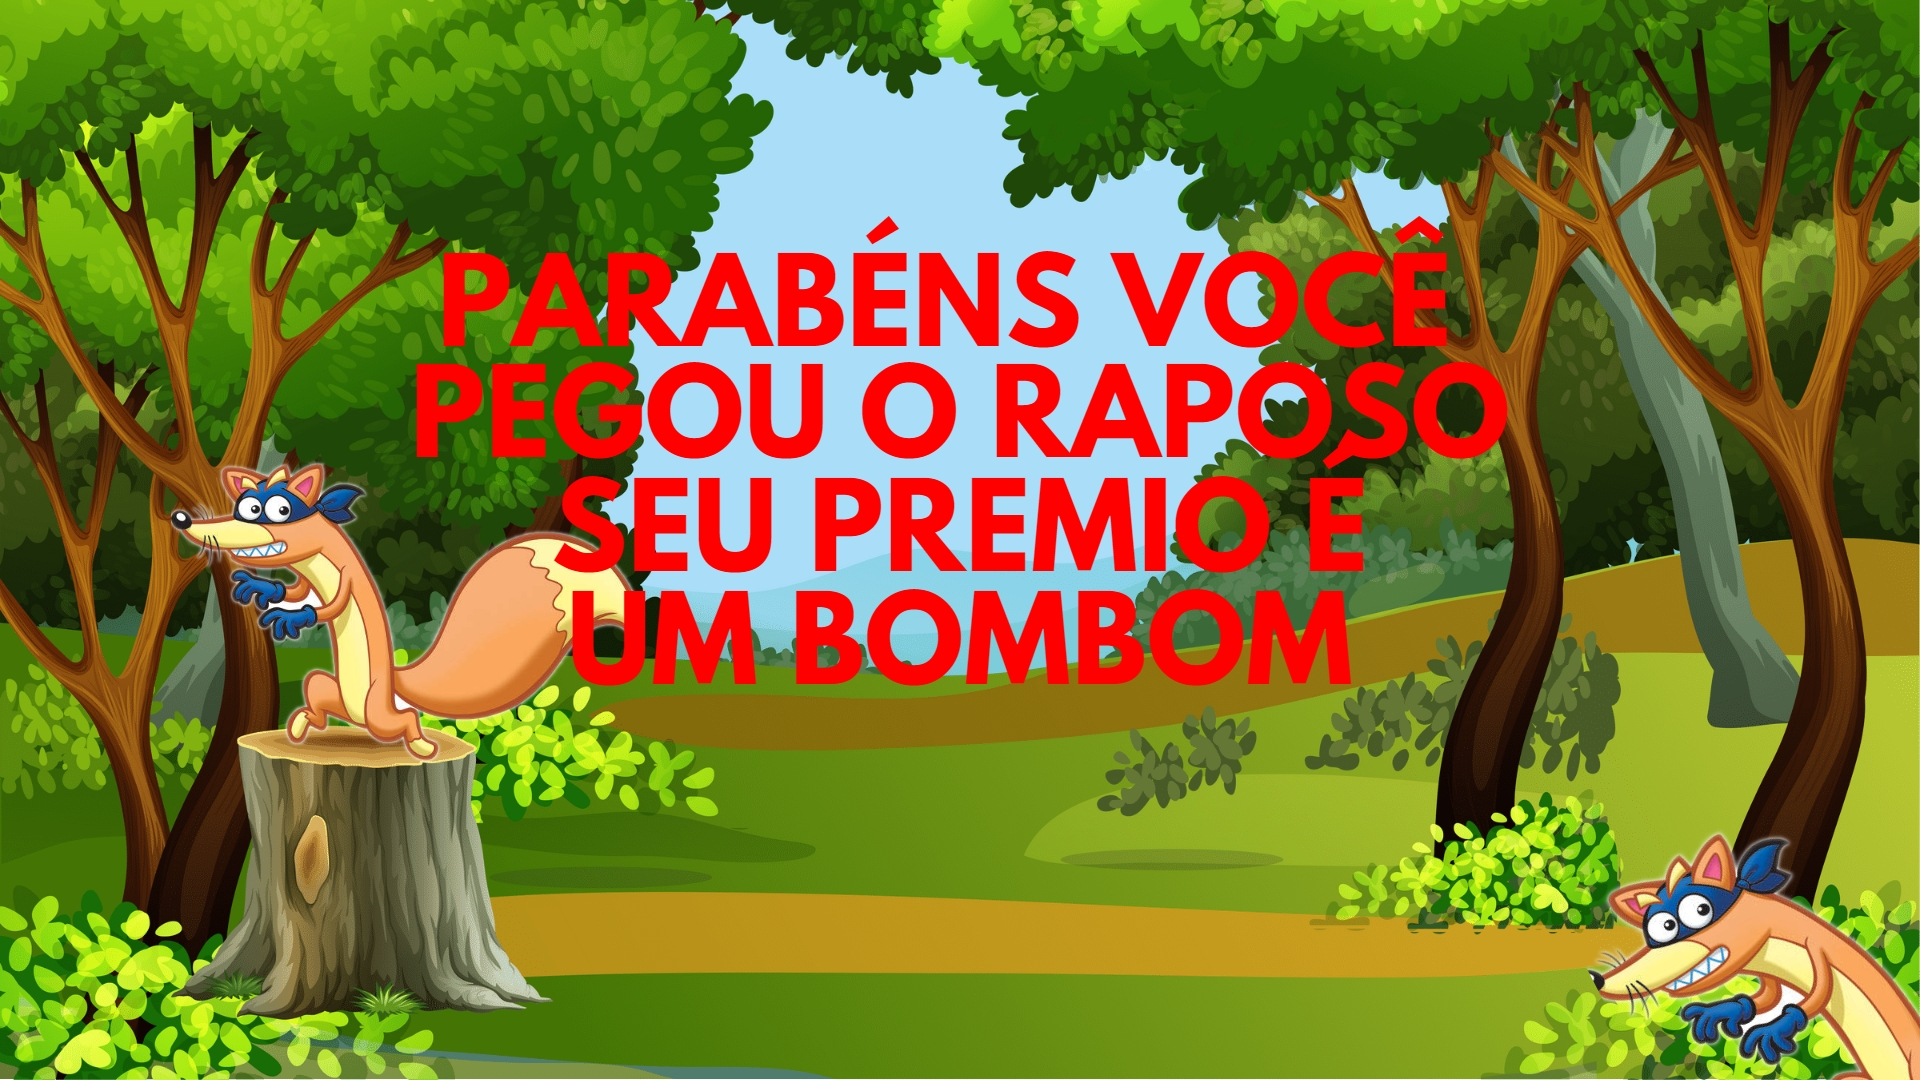 PARABÉNS VOCÊ
PEGOU O RAPOSO
SEU PREMIO É
UM BOMBOM